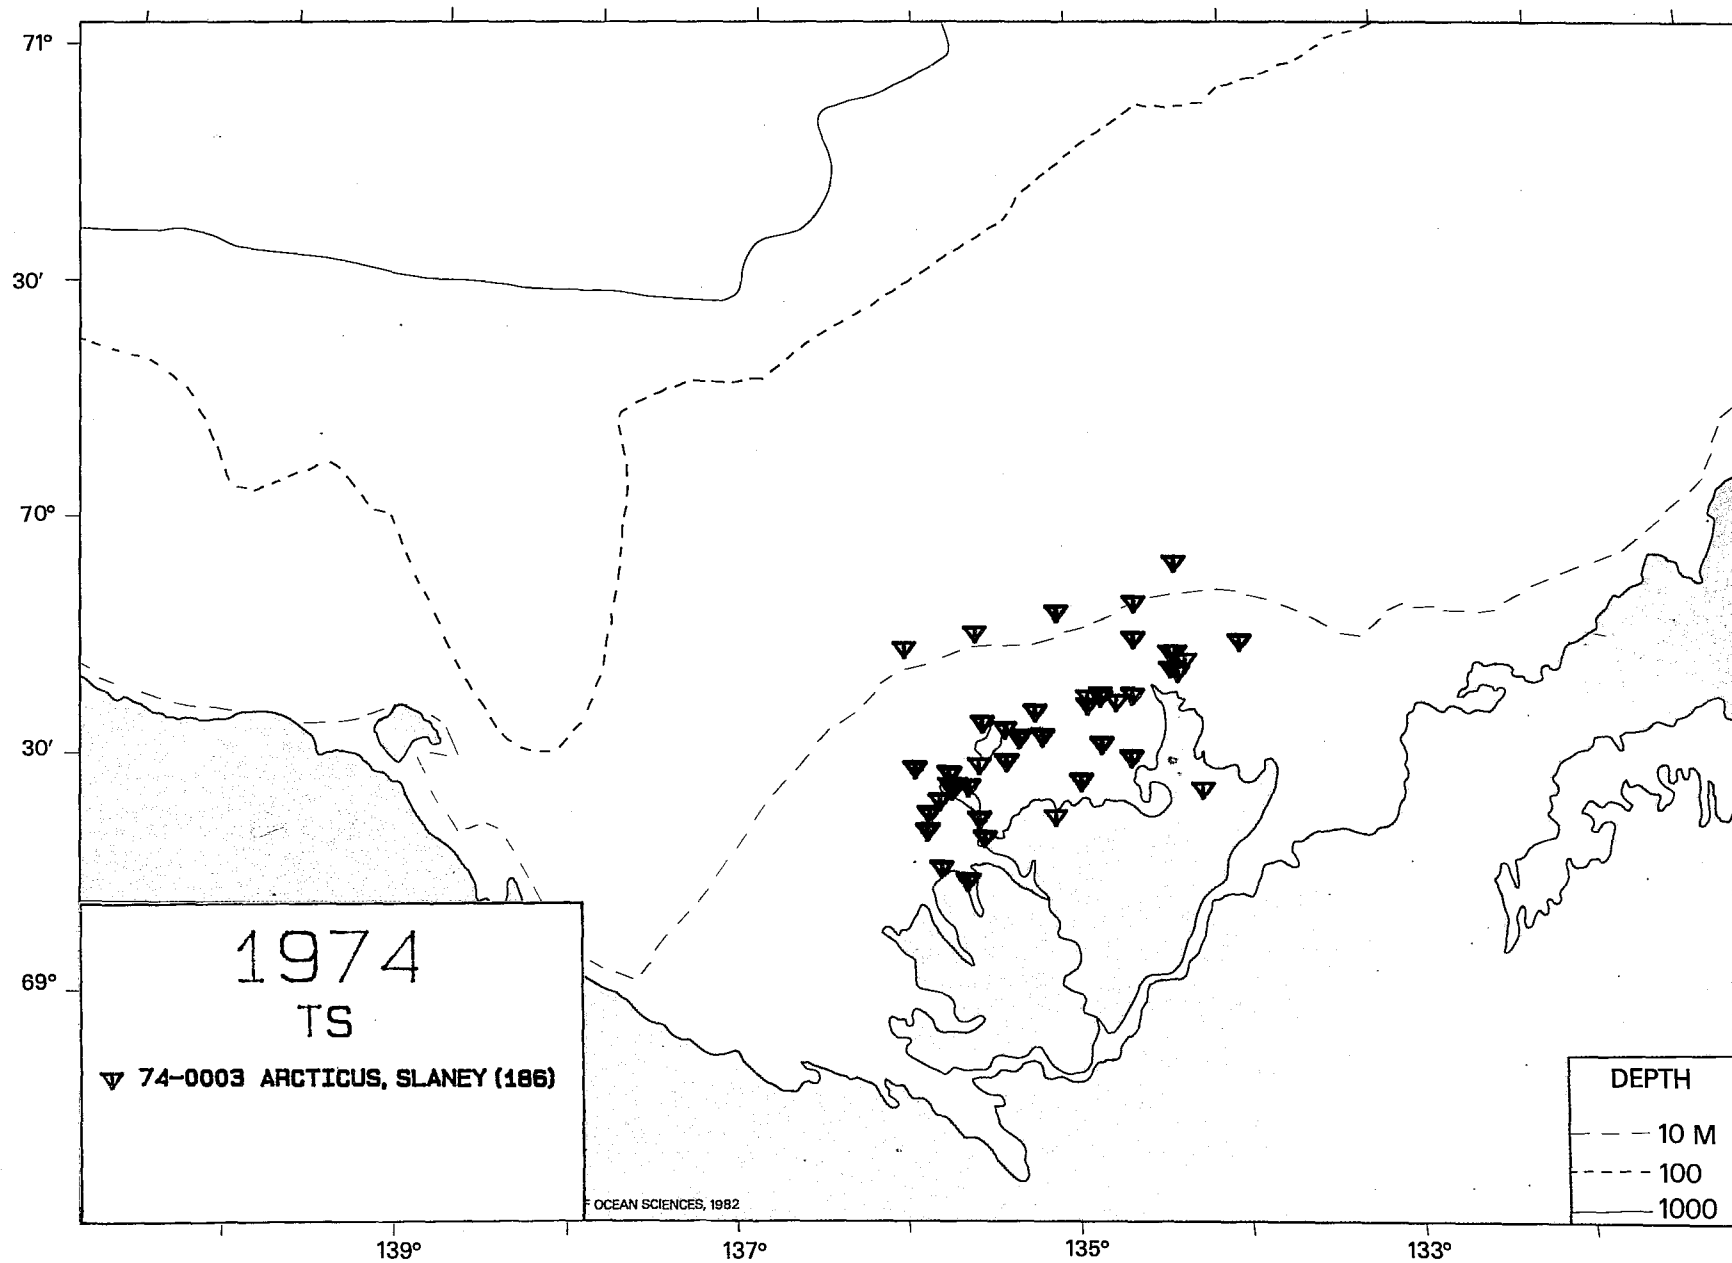 71°
30'
70°
30'
69°
1974
TS
74-0003 ARCTICUS, SLANEY (186)
OCEAN SCIENCES, 1982
DEPTH
10 M
100
1000
139°
137°
135°
133°